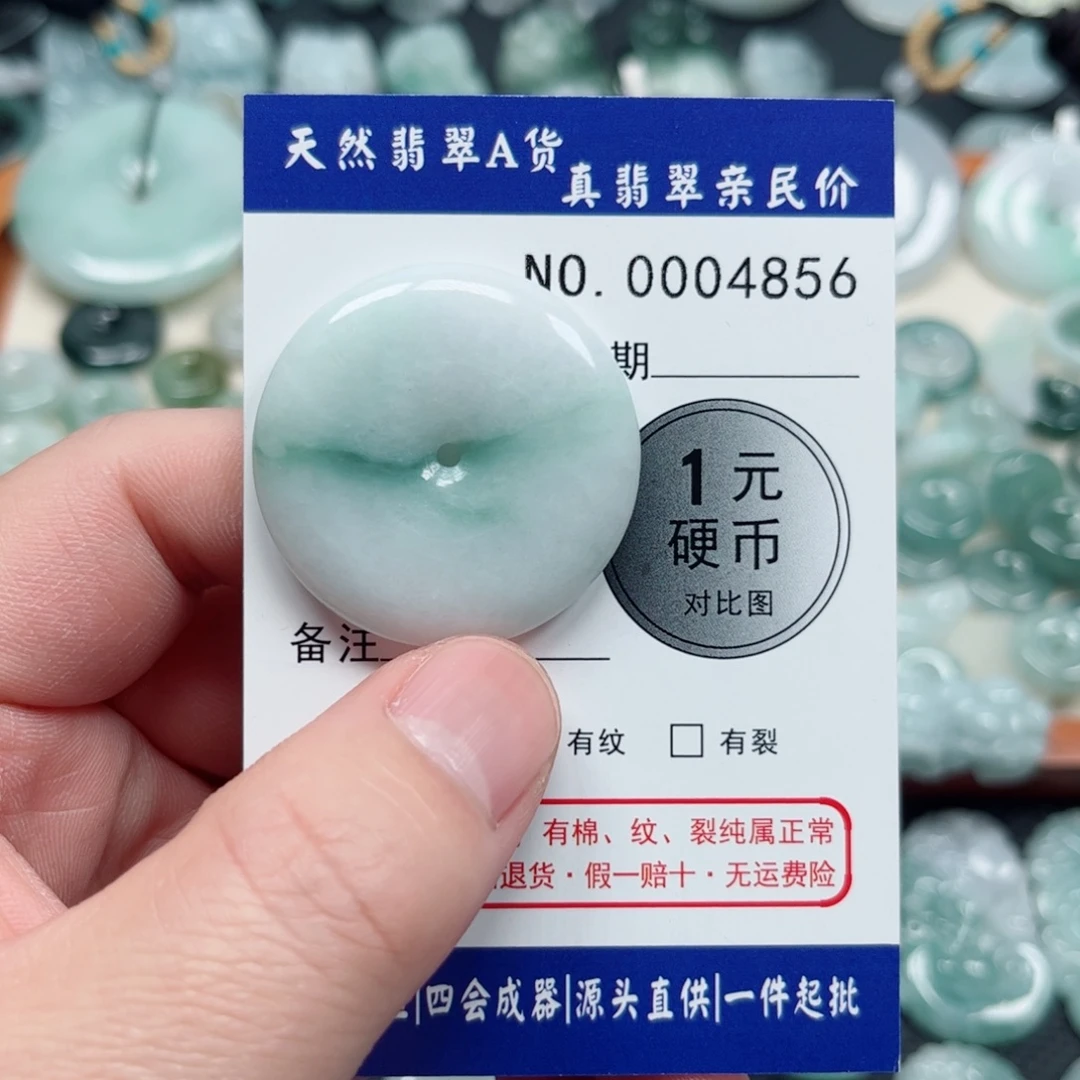 天然翡翠A货
真翡翠亲民价
NO. 0004856
期
1元
硬币
对比图
备注
有纹 有裂
有棉、纹、裂纯属正常
退货·假一赔十·无运费险
|四会成器|源头直供|一件起批